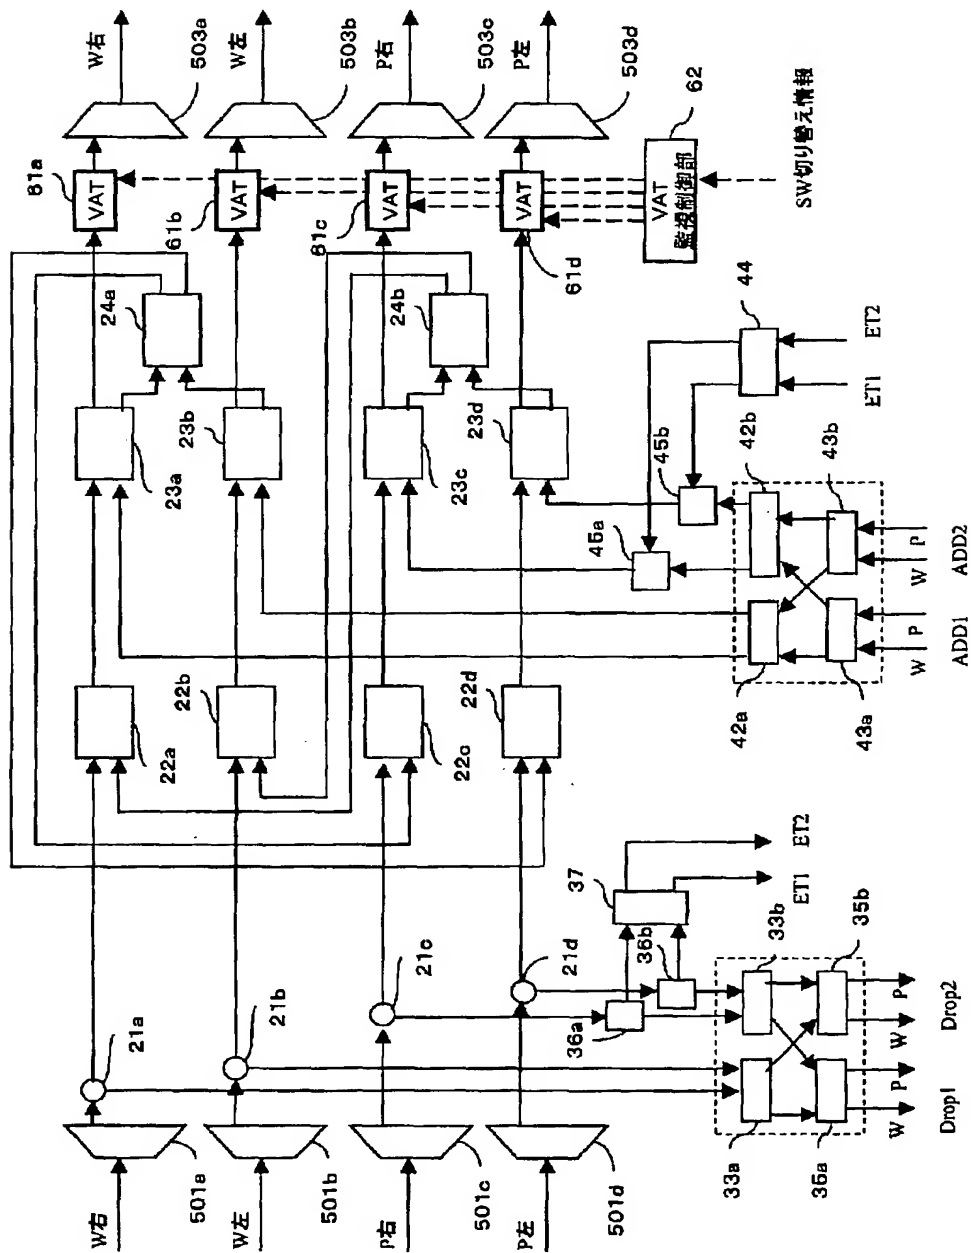 W右
W左
P右
P左
503a
503b
503c
503d
61a
61b
61c
61d
VAT
VAT
VAT
VAT
62
VAT
監視制御部
SW切り替え情報
24a
24b
23a
23b
23c
23d
44
ET2
ET1
45b
45a
42b
43b
42a
43a
P
W
ADD2
P
W
ADD1
22a
22b
22c
22d
37
ET2
ET1
21a
21b
21c
21d
36b
36a
33b
35b
33a
36a
P
W
Drop2
P
W
Drop1
501a
501b
501c
501d
W右
W左
P右
P左